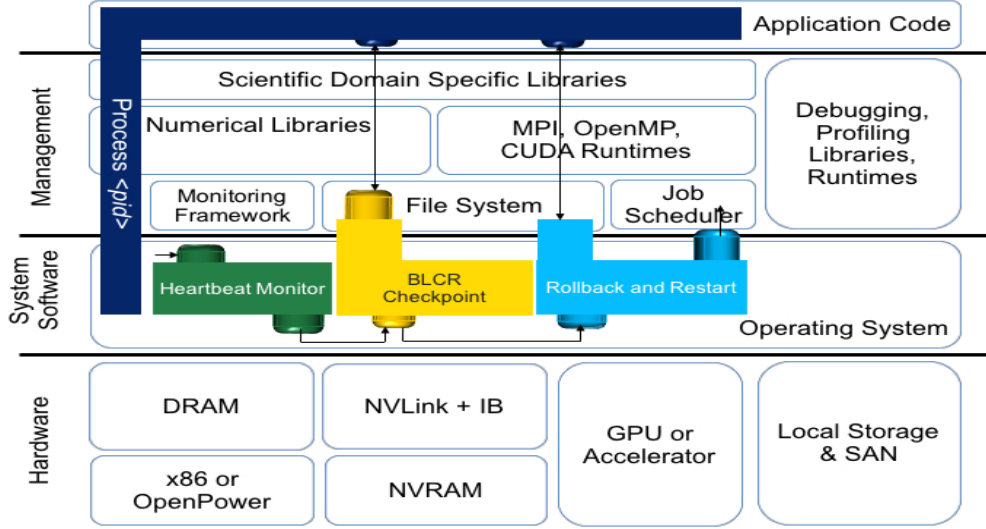 Application Code
Process <pid>
Management
Scientific Domain Specific Libraries
Numerical Libraries
MPI, OpenMP,
CUDA Runtimes
Debugging,
Profiling
Libraries,
Runtimes
Monitoring
Framework
File System
Job
Scheduler
System
Software
Heartbeat Monitor
BLCR
Checkpoint
Rollback and Restart
Operating System
Hardware
DRAM
NVLink + IB
GPU or
Accelerator
Local Storage
& SAN
x86 or
OpenPower
NVRAM